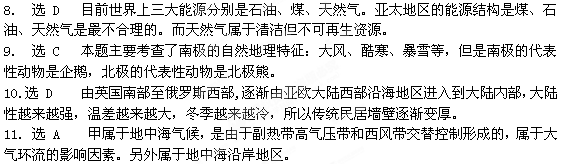 8. 选 D 目前世界上三大能源分别是石油、煤、天然气。亚太地区的能源结构是煤、石
油、天然气是最不合理的。而天然气属于清洁但不可再生资源。
9. 选 C 本题主要考查了南极的自然地理特征：大风、酷寒、暴雪等，但是南极的代表
性动物是企鹅，北极的代表性动物是北极熊。
10.选 D 由英国南部至俄罗斯西部,逐渐由亚欧大陆西部沿海地区进入到大陆内部，大陆
性越来越强，温差越来越大，冬季越来越冷，所以传统民居墙壁逐渐变厚。
11. 选 A 甲属于地中海气候，是由于副热带高气压带和西风带交替控制形成的，属于大
气环流的影响因素。另外属于地中海沿岸地区。